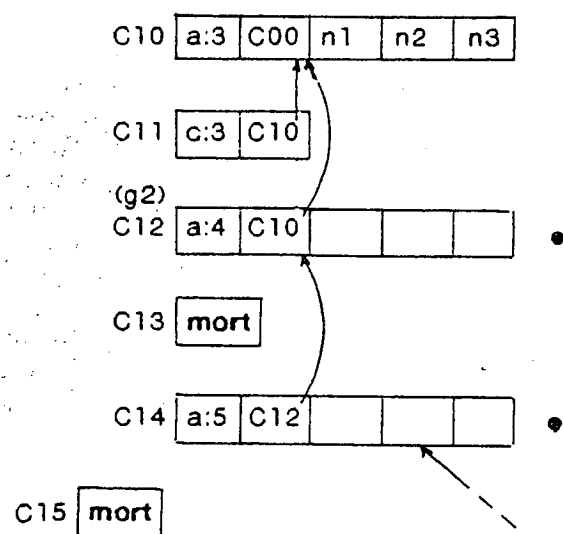 C10 a:3 C00 n1 n2 n3
C11 c:3 C10
(g2)
C12 a:4 C10
C13 mort
C14 a:5 C12
C15 mort